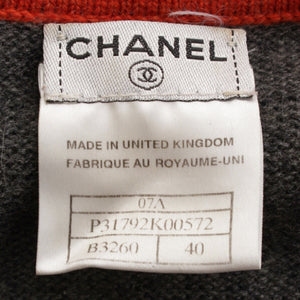 CHANEL
MADE IN UNITED KINGDOM
FABRIQUE AU ROYAUME-UNI
07A
P31792K00572
B3260 40